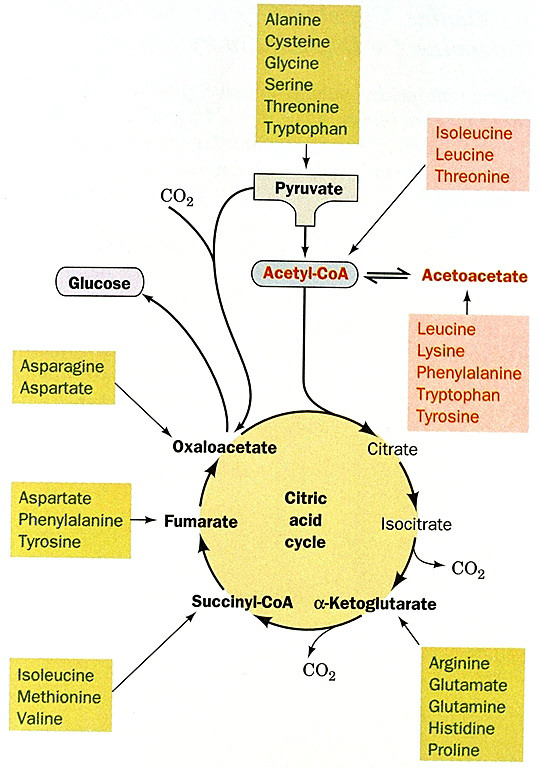 Alanine
Cysteine
Glycine
Serine
Threonine
Tryptophan
Isoleucine
Leucine
Threonine
Pyruvate
CO₂
Acetyl-CoA
Acetoacetate
Glucose
Leucine
Lysine
Phenylalanine
Tryptophan
Tyrosine
Asparagine
Aspartate
Oxaloacetate
Citrate
Aspartate
Phenylalanine
Tyrosine
Fumarate
Citric
acid
cycle
Isocitrate
CO₂
Succinyl-CoA
α-Ketoglutarate
CO₂
Isoleucine
Methionine
Valine
Arginine
Glutamate
Glutamine
Histidine
Proline